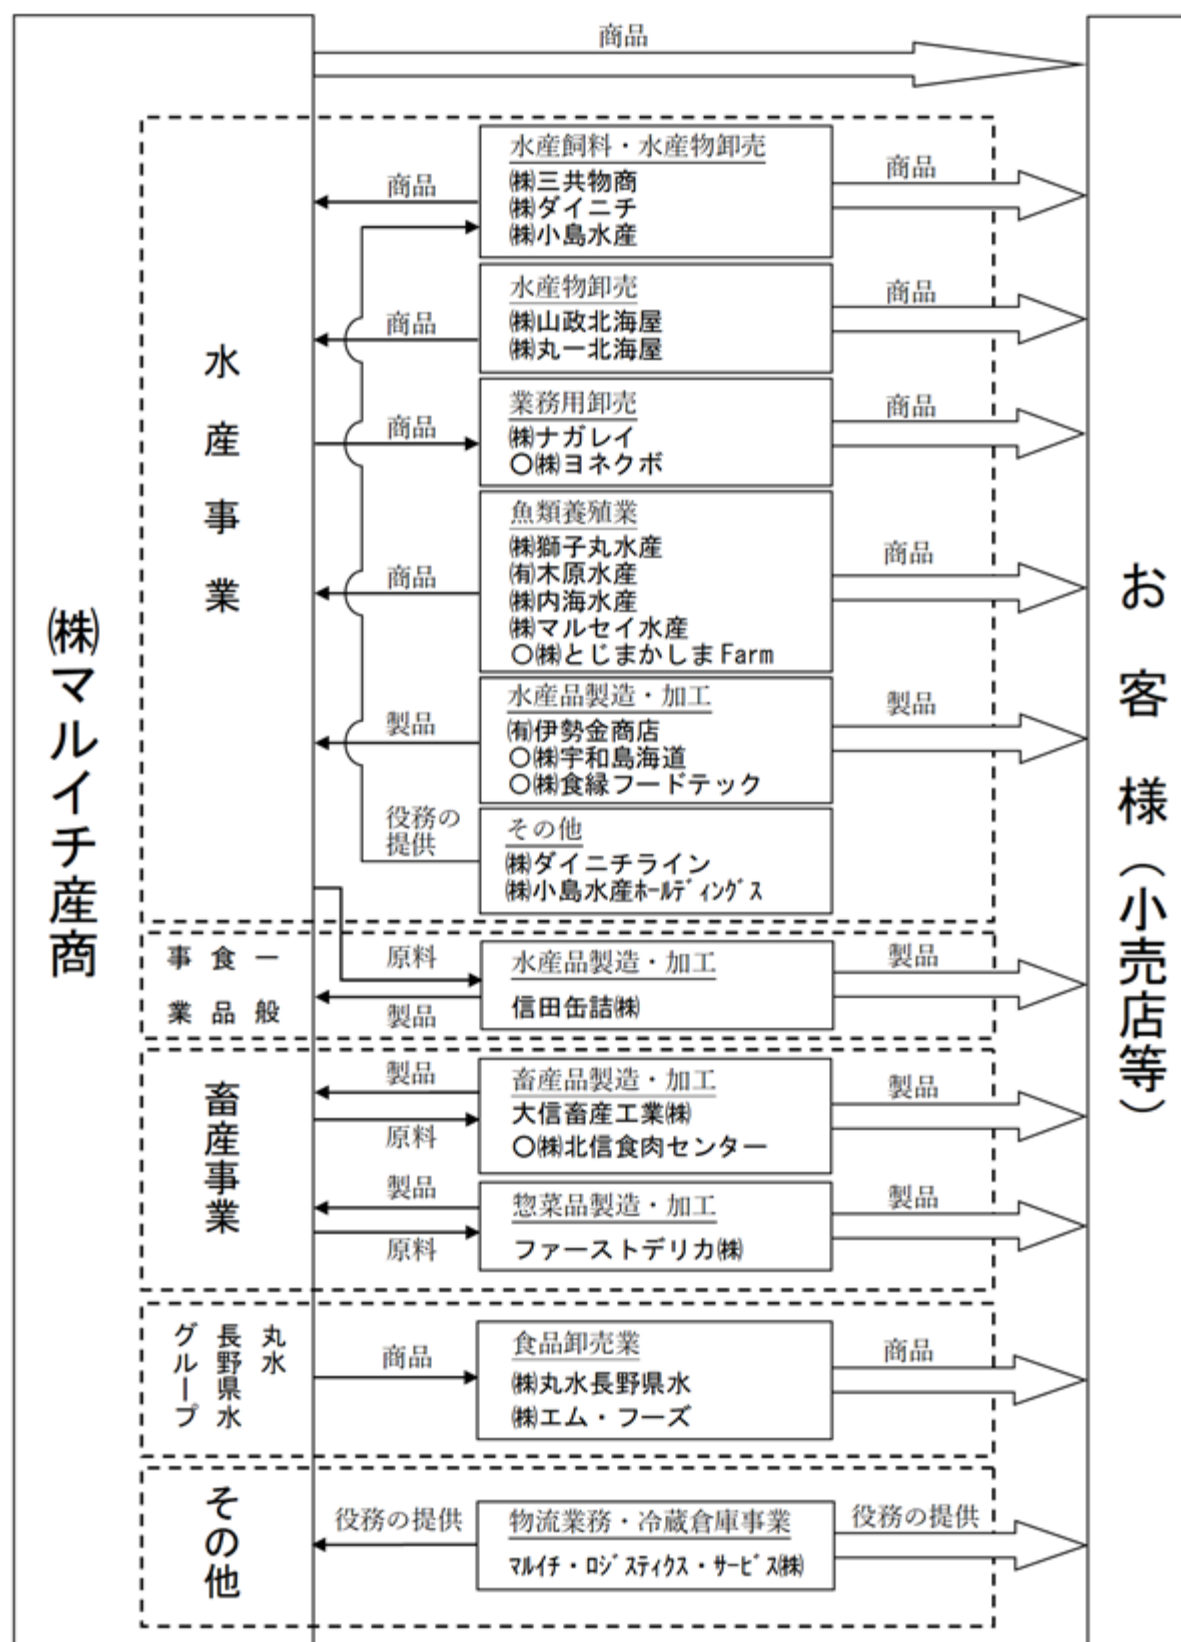 ㈱マルイチ産商
お客様（小売店等）
商品
水産事業
水産飼料・水産物卸売
㈱三共物商
㈱ダイニチ
㈱小島水産
商品
商品
水産物卸売
㈱山政北海屋
㈱丸一北海屋
商品
商品
業務用卸売
㈱ナガレイ
○㈱ヨネクボ
商品
商品
魚類養殖業
㈱獅子丸水産
㈲木原水産
㈱内海水産
㈱マルセイ水産
○㈱とじまかしまFarm
商品
商品
水産品製造・加工
㈲伊勢金商店
○㈱宇和島海道
○㈱食縁フードテック
製品
製品
その他
㈱ダイニチライン
㈱小島水産ﾎｰﾙﾃﾞｨﾝｸﾞｽ
役務の
提供
一般
食品
事業
原料
製品
水産品製造・加工
信田缶詰㈱
製品
畜産事業
製品
原料
畜産品製造・加工
大信畜産工業㈱
○㈱北信食肉センター
製品
製品
原料
惣菜品製造・加工
ファーストデリカ㈱
製品
丸水
長野県水
グループ
商品
食品卸売業
㈱丸水長野県水
㈱エム・フーズ
商品
その他
役務の提供
物流業務・冷蔵倉庫事業
ﾏﾙｲﾁ・ﾛｼﾞｽﾃｨｸｽ・ｻｰﾋﾞｽ㈱
役務の提供